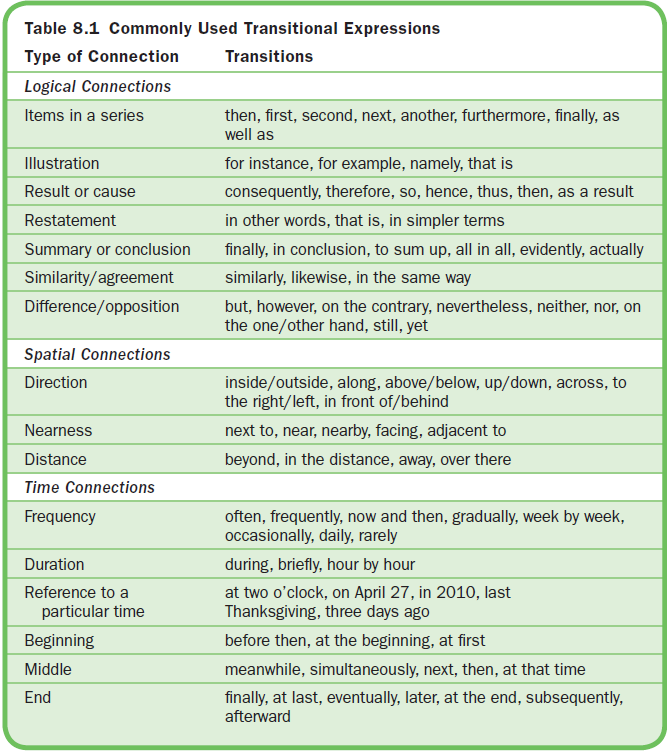 Table 8.1 Commonly Used Transitional Expressions
Type of Connection Transitions
Logical Connections
Items in a series then, first, second, next, another, furthermore, finally, as
well as
Illustration for instance, for example, namely, that is
Result or cause consequently, therefore, so, hence, thus, then, as a result
Restatement in other words, that is, in simpler terms
Summary or conclusion finally, in conclusion, to sum up, all in all, evidently, actually
Similarity/agreement similarly, likewise, in the same way
Difference/opposition but, however, on the contrary, nevertheless, neither, nor, on
the one/other hand, still, yet
Spatial Connections
Direction inside/outside, along, above/below, up/down, across, to
the right/left, in front of/behind
Nearness next to, near, nearby, facing, adjacent to
Distance beyond, in the distance, away, over there
Time Connections
Frequency often, frequently, now and then, gradually, week by week,
occasionally, daily, rarely
Duration during, briefly, hour by hour
Reference to a at two o’clock, on April 27, in 2010, last
particular time Thanksgiving, three days ago
Beginning before then, at the beginning, at first
Middle meanwhile, simultaneously, next, then, at that time
End finally, at last, eventually, later, at the end, subsequently,
afterward